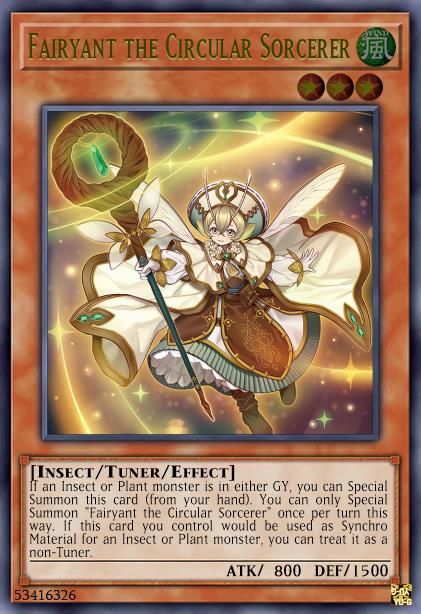 Fairyant the Circular Sorcerer
WIND
風
[Insect/Tuner/Effect]
If an Insect or Plant monster is in either GY, you can Special
Summon this card (from your hand). You can only Special
Summon "Fairyant the Circular Sorcerer" once per turn this
way. If this card you control would be used as Synchro
Material for an Insect or Plant monster, you can treat it as a
non-Tuner.
ATK/ 800 DEF/1500
53416326